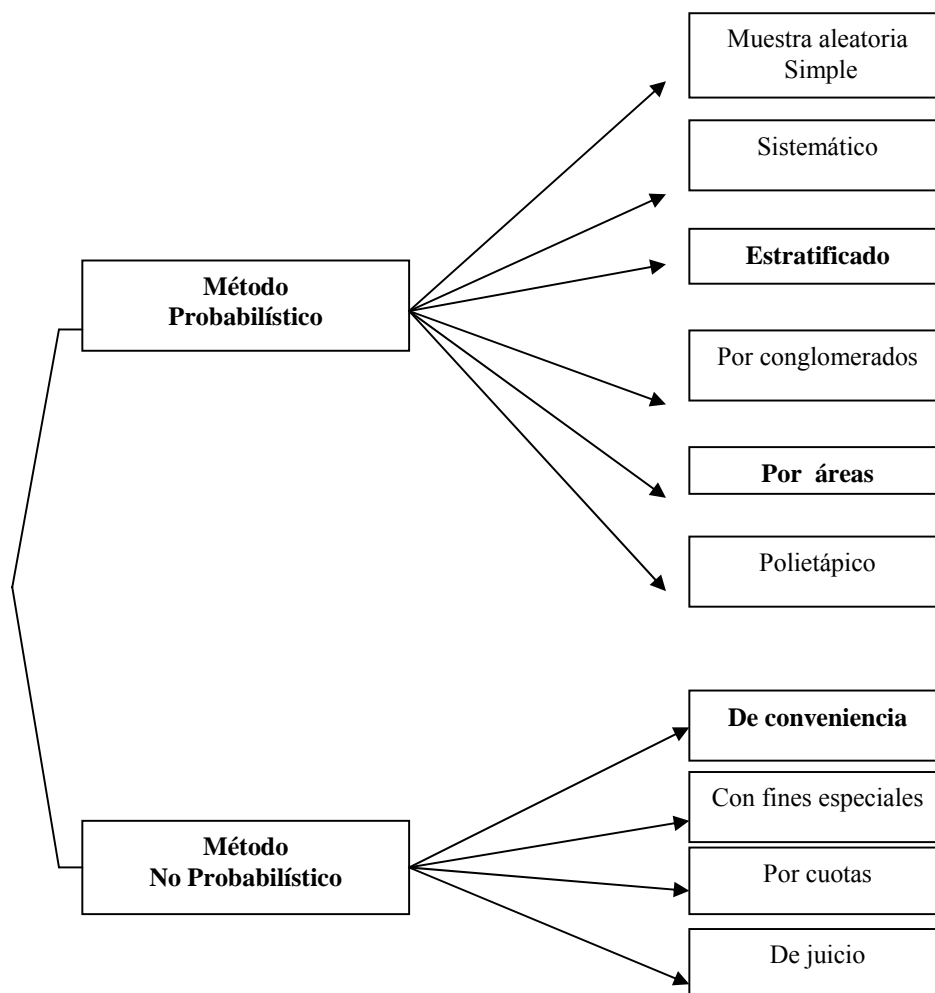 Muestra aleatoria
Simple
Sistemático
Estratificado
Método
Probabilístico
Por conglomerados
Por áreas
Polietápico
De conveniencia
Con fines especiales
Método
No Probabilístico
Por cuotas
De juicio